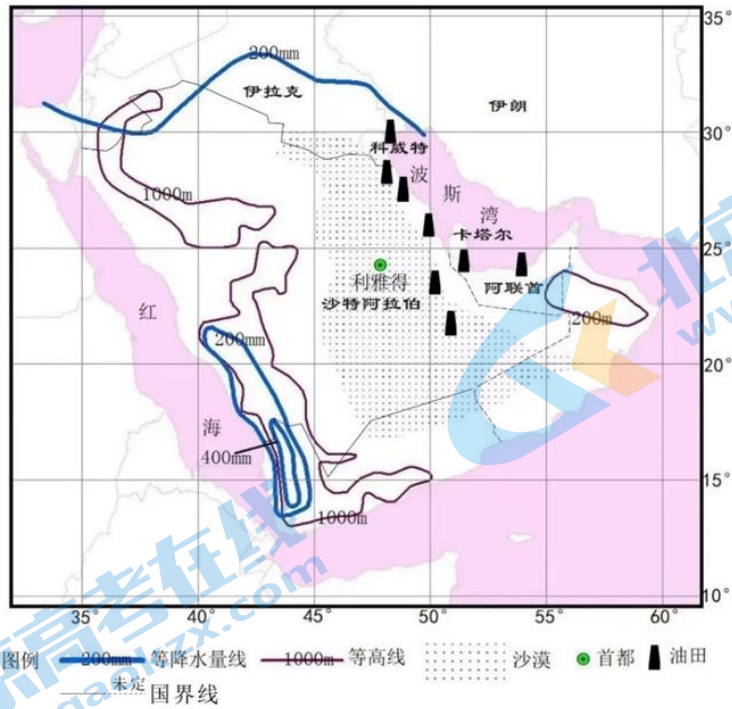 35°
200mm
伊拉克
伊朗
30°
科威特
波
斯
湾
1000m
卡塔尔
25°
利雅得
阿联酋
红
沙特阿拉伯
200m
200mm
20°
海
400mm
15°
1000m
10°
35° 40° 45° 50° 55° 60°
图例 200mm 等降水量线 1000m 等高线 沙漠 首都 油田
未定 国界线